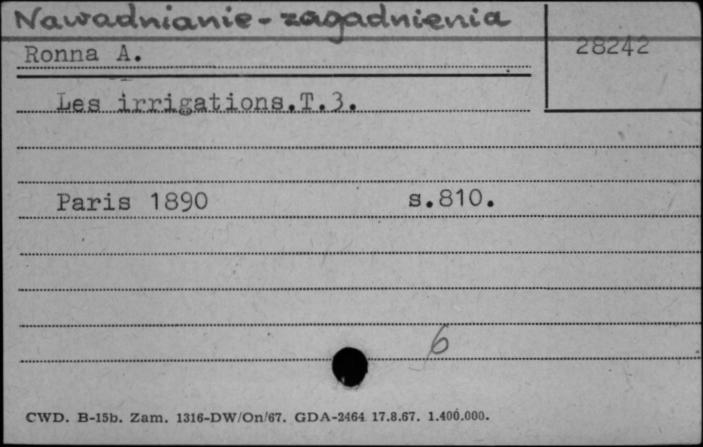 Nawadnianie - zagadnienia
28242
Ronna A.
Les irrigations.T.3.
Paris 1890 s.810.
6
CWD. B-15b. Zam. 1316-DW/On/67. GDA-2464 17.8.67. 1.400.000.